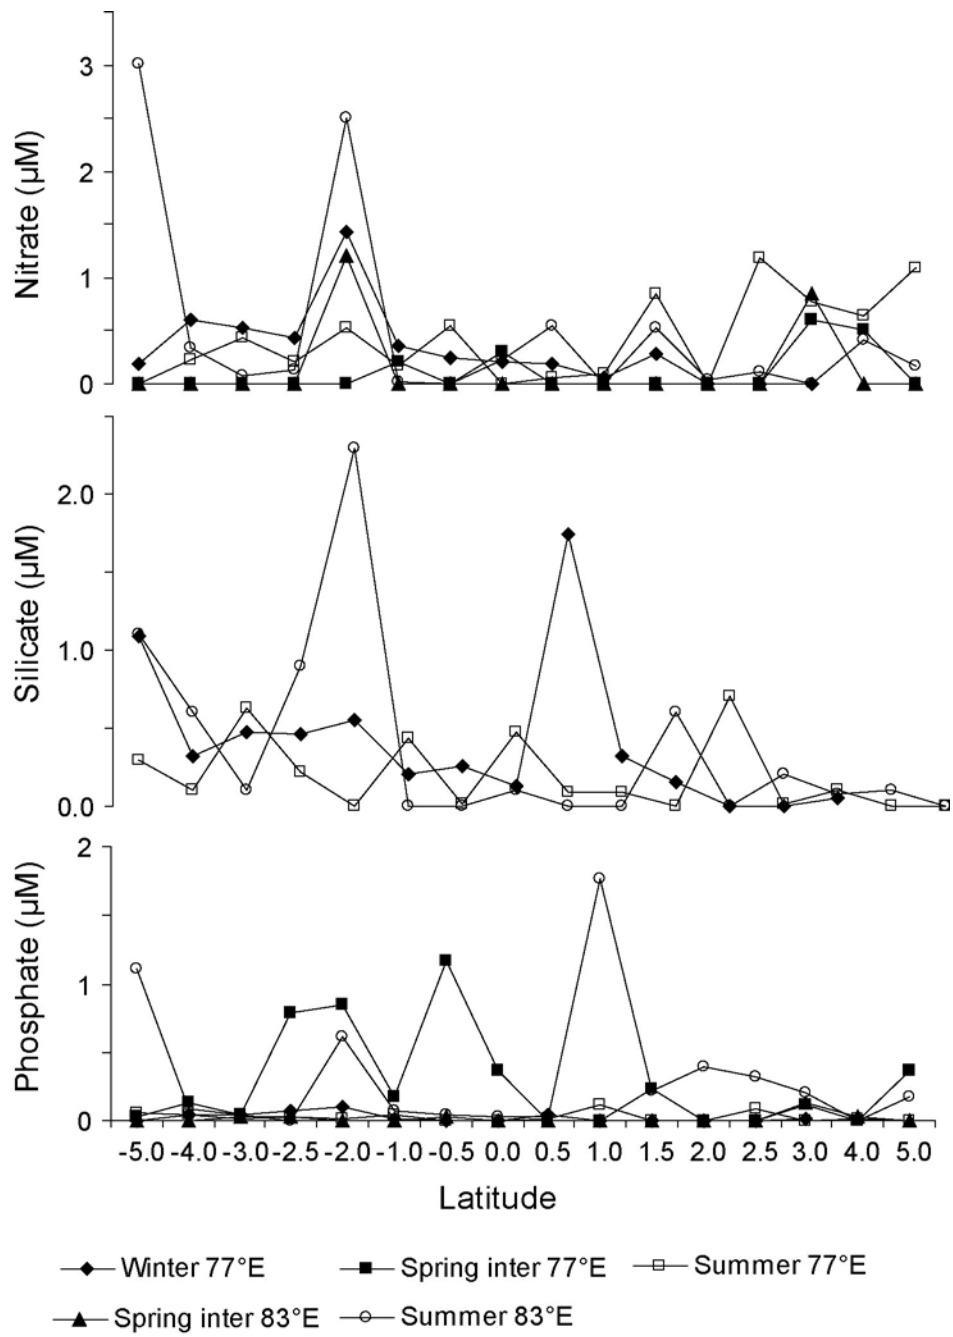 Nitrate (µM)
3
2
1
0
Silicate (µM)
2.0
1.0
0.0
Phosphate (µM)
2
1
0
-5.0 -4.0 -3.0 -2.5 -2.0 -1.0 -0.5 0.0 0.5 1.0 1.5 2.0 2.5 3.0 4.0 5.0
Latitude
Winter 77°E Spring inter 77°E Summer 77°E
Spring inter 83°E Summer 83°E